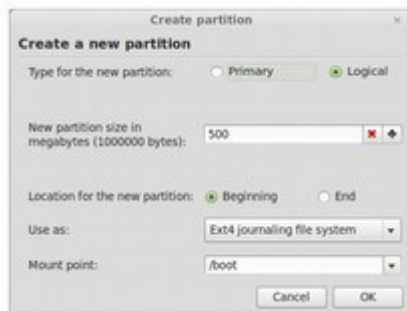 Create partition
Create a new partition
Type for the new partition: Primary Logical
New partition size in
megabytes (1000000 bytes): 500
Location for the new partition: Beginning End
Use as: Ext4 journaling file system
Mount point: /boot
Cancel OK